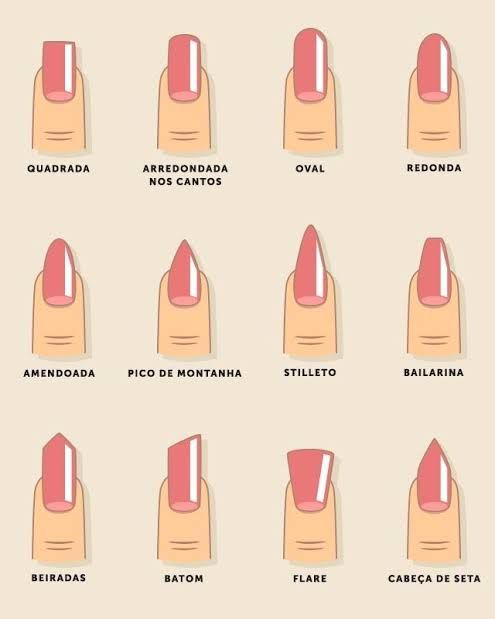 QUADRADA
ARREDONDADA
NOS CANTOS
OVAL
REDONDA
AMENDOADA
PICO DE MONTANHA
STILLETO
BAILARINA
BEIRADAS
BATOM
FLARE
CABEÇA DE SETA